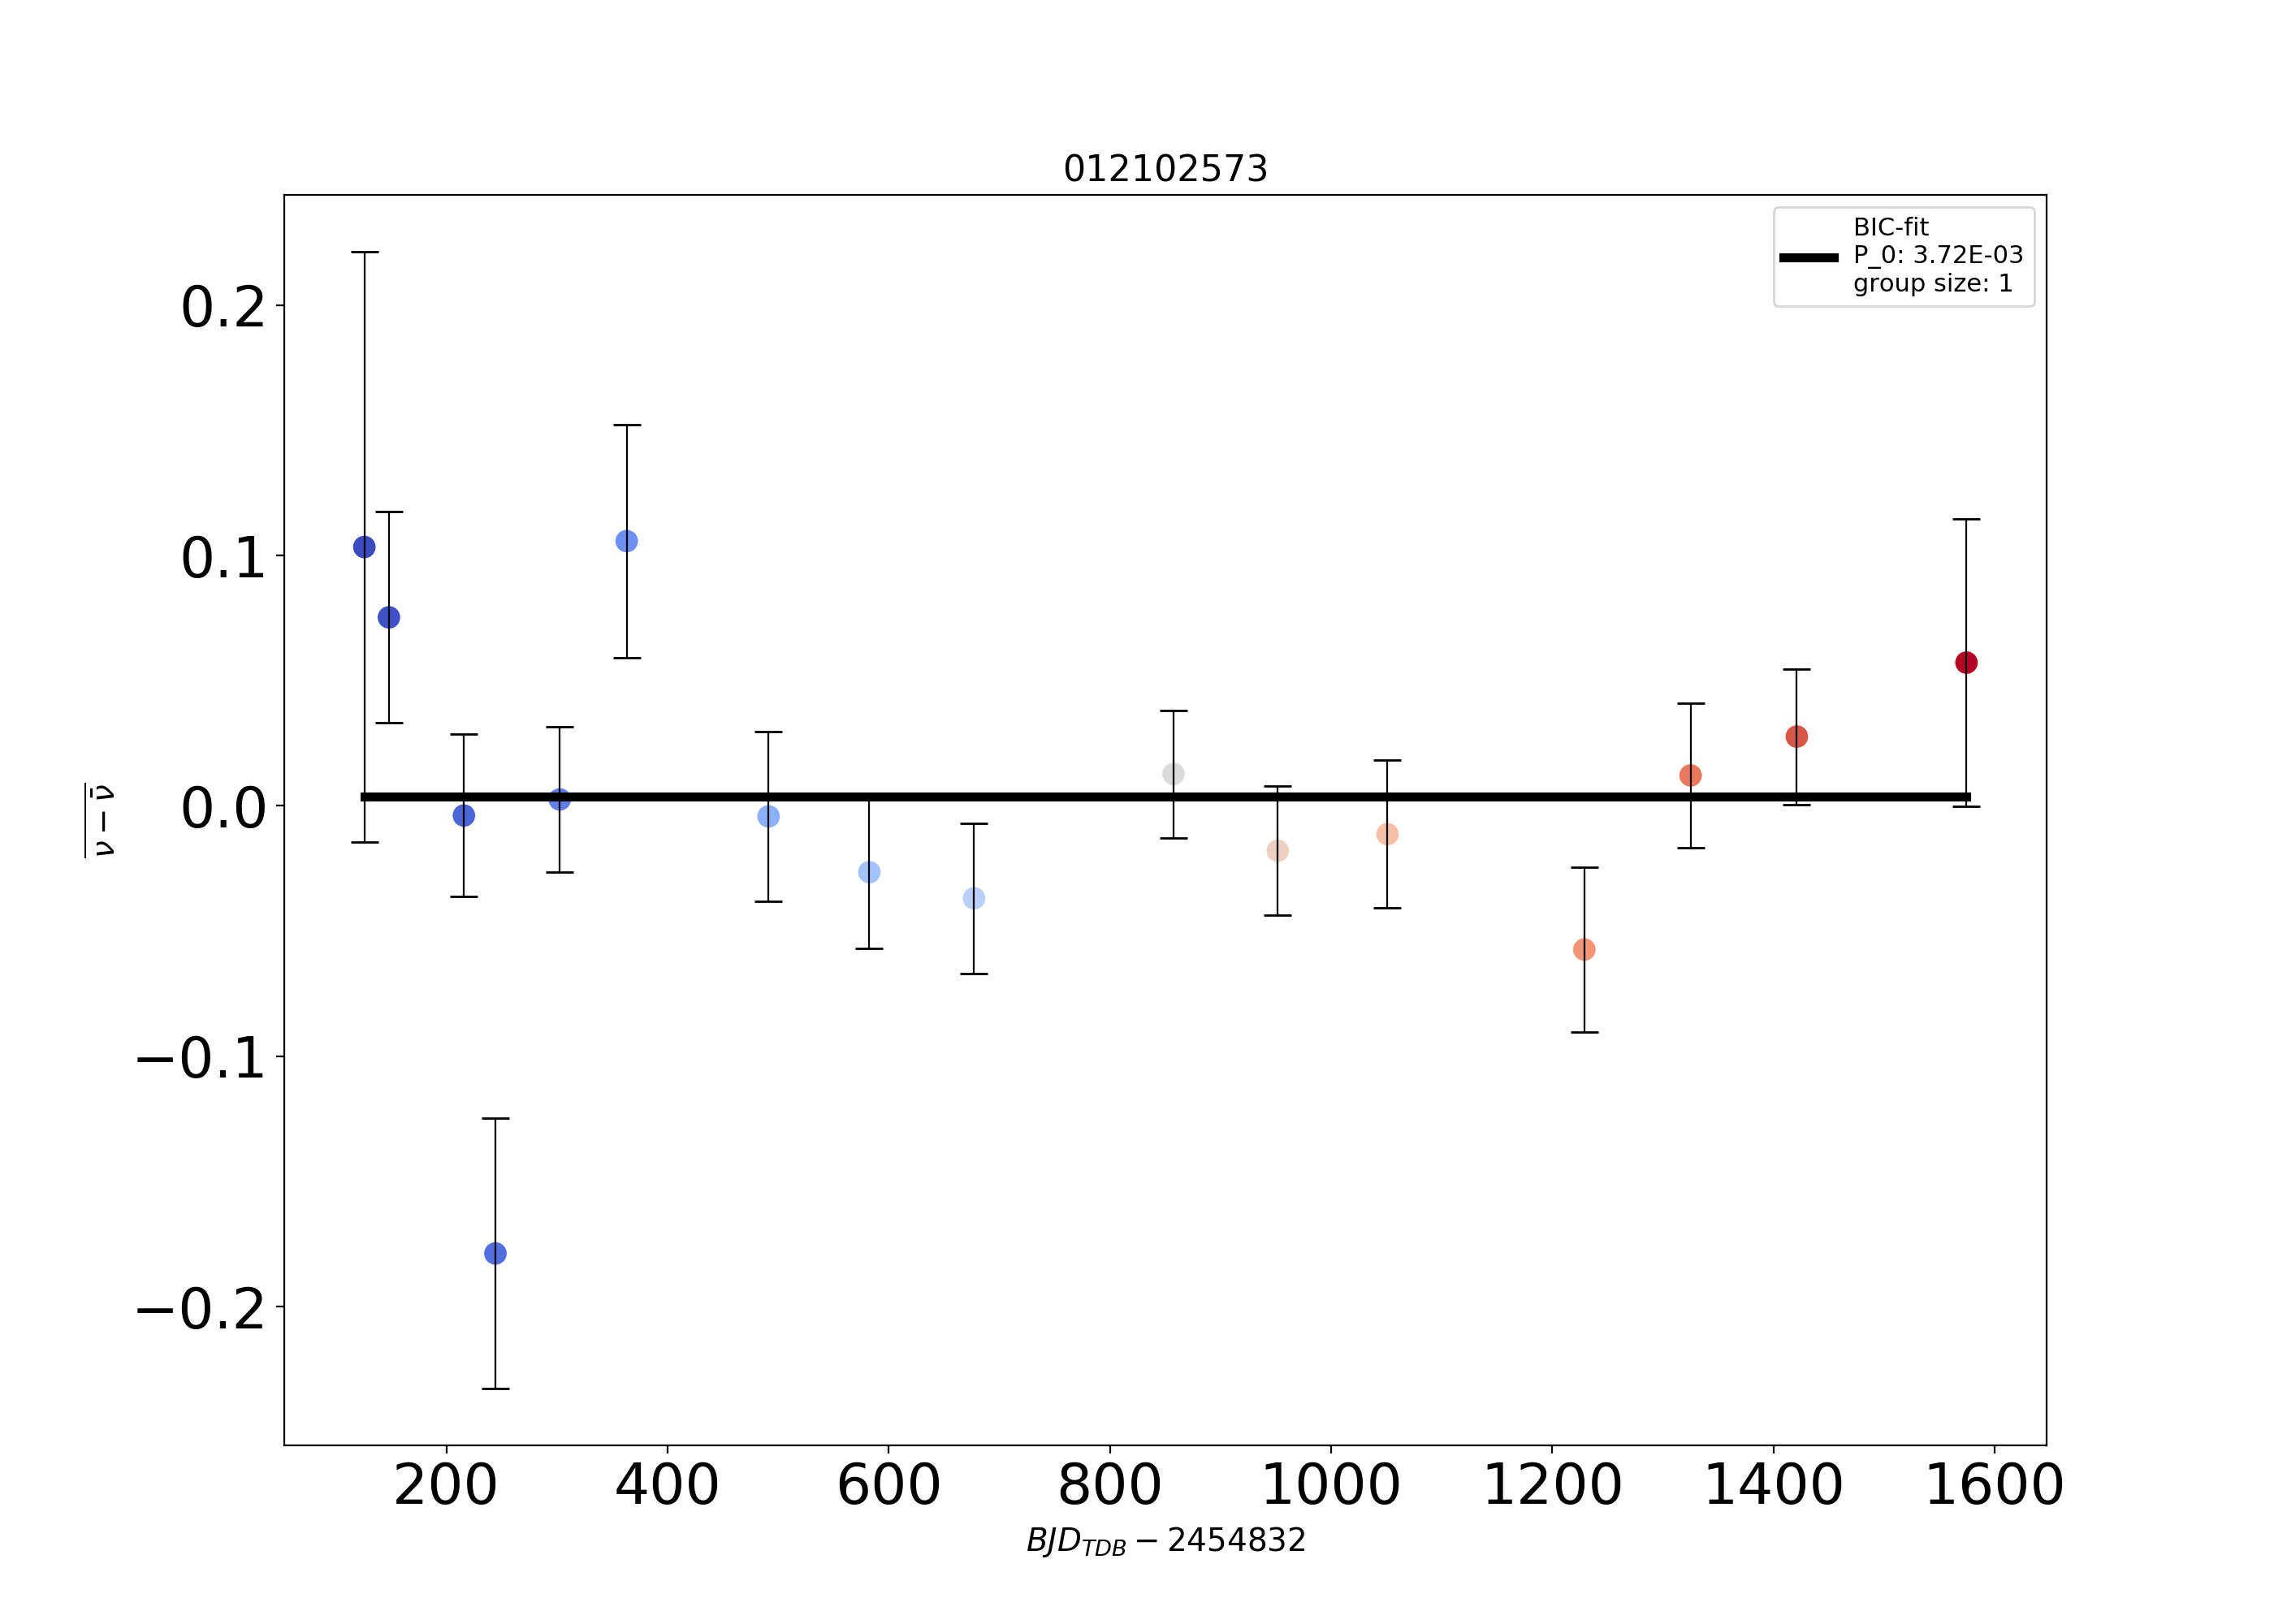 012102573
BIC-fit
P_0: 3.72E-03
group size: 1
0.2
0.1
0.0
−0.1
−0.2
ν − ν̄
200 400 600 800 1000 1200 1400 1600
BJD_TDB − 2454832